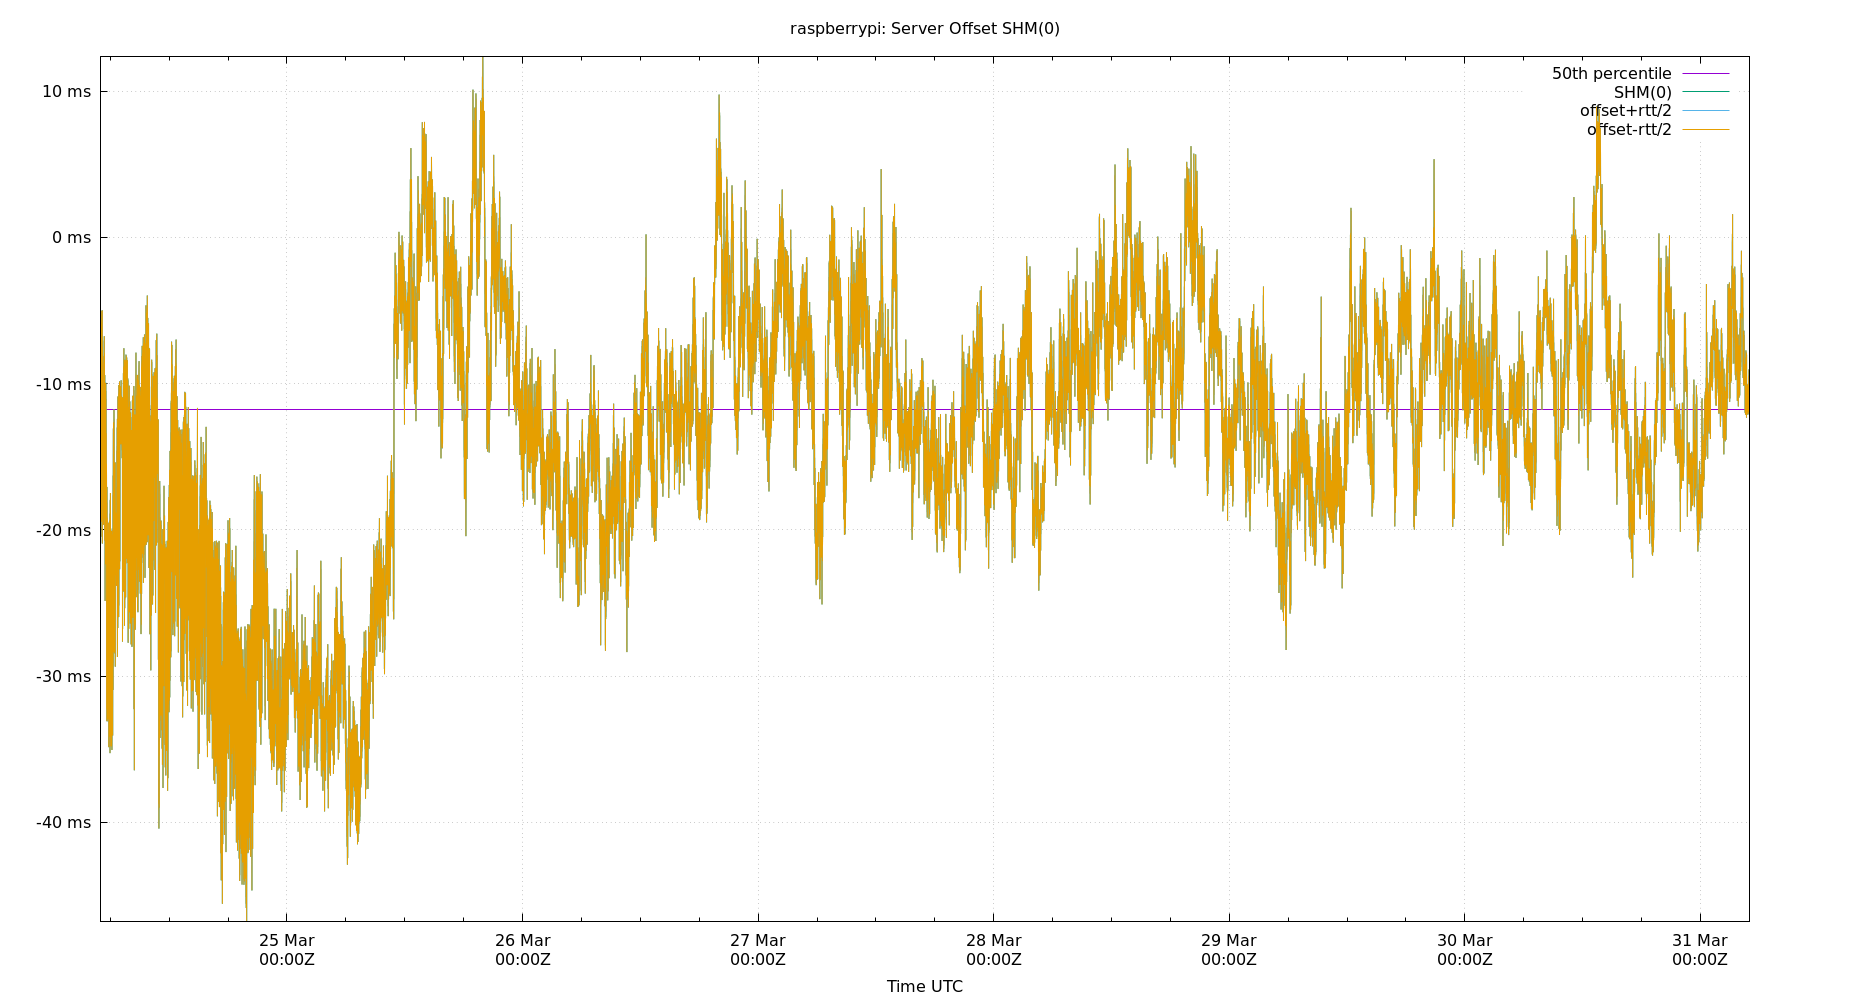 raspberrypi: Server Offset SHM(0)
50th percentile
SHM(0)
offset+rtt/2
offset-rtt/2
10 ms
0 ms
-10 ms
-20 ms
-30 ms
-40 ms
25 Mar 26 Mar 27 Mar 28 Mar 29 Mar 30 Mar 31 Mar
00:00Z 00:00Z 00:00Z 00:00Z 00:00Z 00:00Z 00:00Z
Time UTC